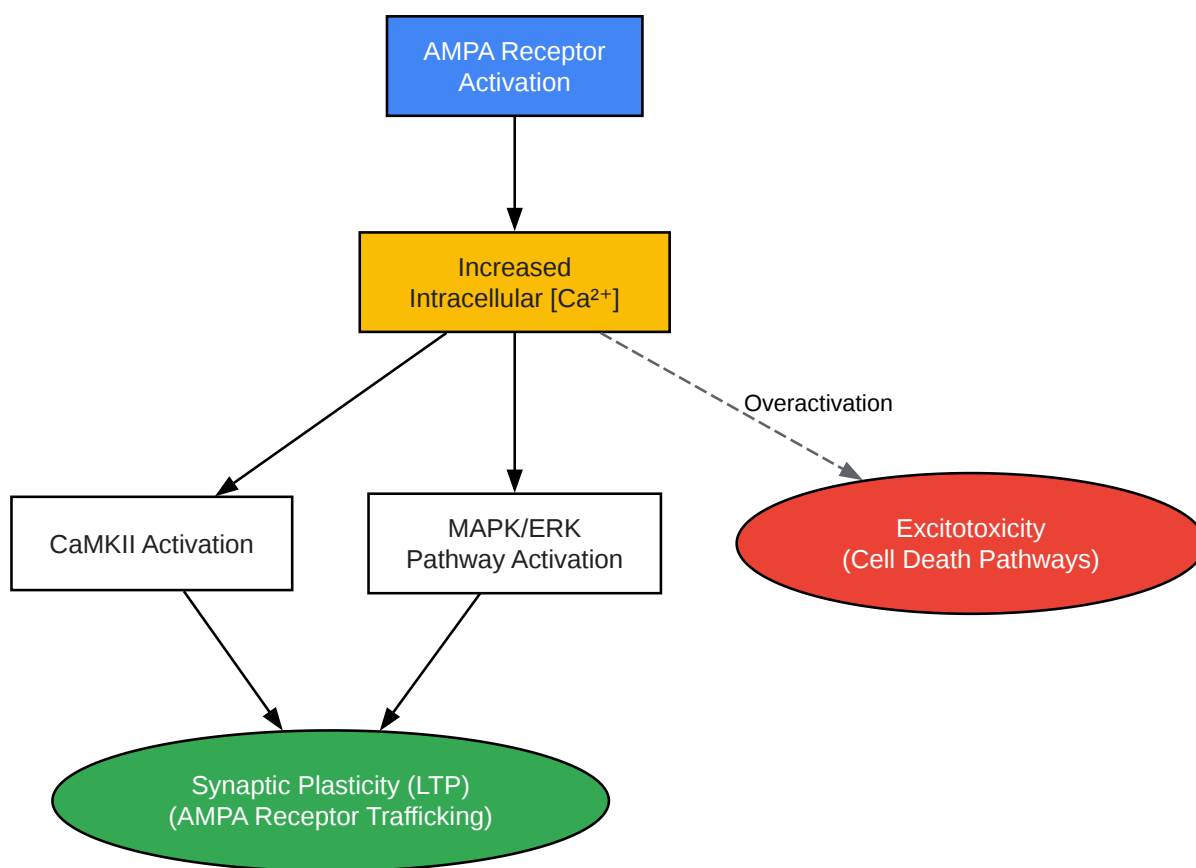 AMPA Receptor
Activation
Increased
Intracellular [Ca²⁺]
Overactivation
CaMKII Activation
MAPK/ERK
Pathway Activation
Excitotoxicity
(Cell Death Pathways)
Synaptic Plasticity (LTP)
(AMPA Receptor Trafficking)